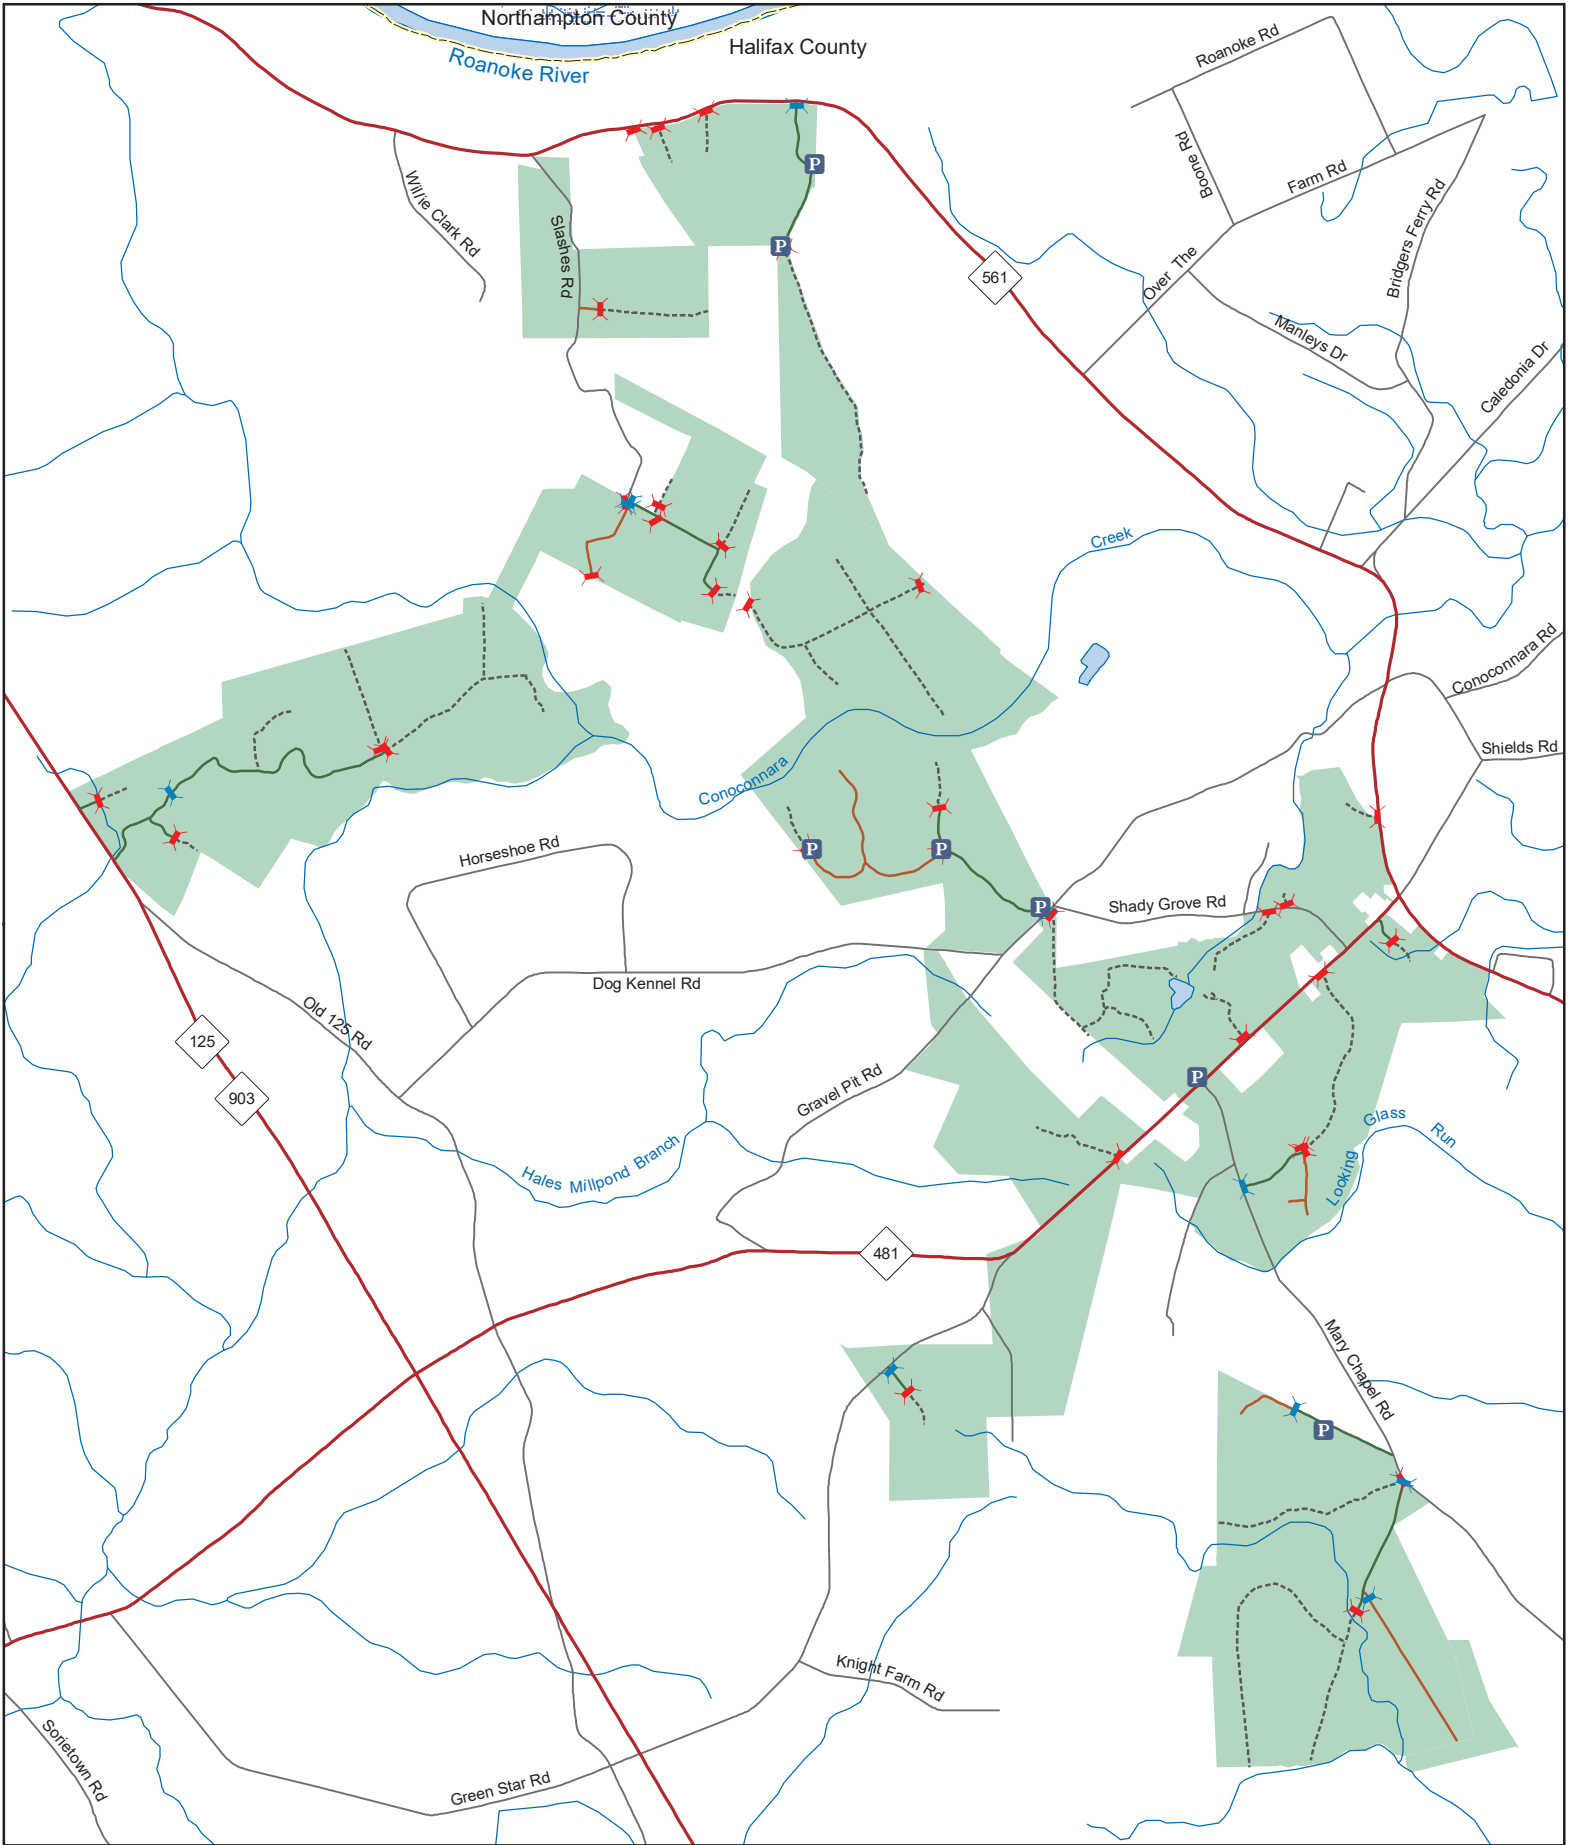 Northampton County
Halifax County
Roanoke River
Roanoke Rd
Boone Rd
Farm Rd
Willie Clark Rd
Slashes Rd
Bridgers Ferry Rd
Over The
561
Manleys Dr
Caledonia Dr
Creek
Conoconnara Rd
Shields Rd
Conoconnara
Horseshoe Rd
Shady Grove Rd
Dog Kennel Rd
Old 125 Rd
125
903
Gravel Pit Rd
Glass
Run
Looking
Hales Millpond Branch
481
Mary Chapel Rd
Knight Farm Rd
Sorietown Rd
Green Star Rd
P
P
P
P
P
P
P